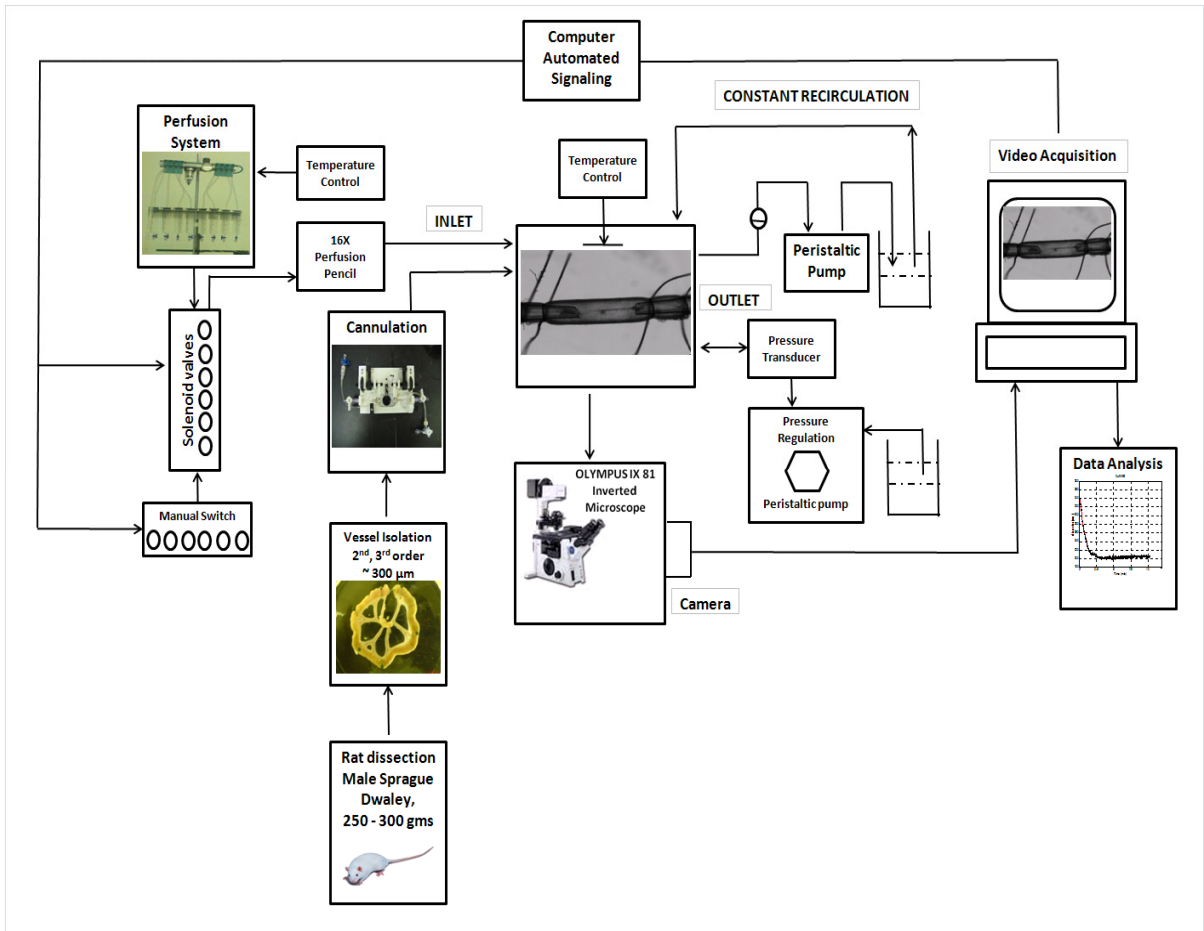 Computer
Automated
Signaling
CONSTANT RECIRCULATION
Perfusion
System
Temperature
Control
Temperature
Control
Video Acquisition
INLET
16X
Perfusion
Pencil
Peristaltic
Pump
OUTLET
Solenoid valves
Cannulation
Pressure
Transducer
Pressure
Regulation
Peristaltic pump
Data Analysis
OLYMPUS IX 81
Inverted
Microscope
Manual Switch
Vessel Isolation
2nd, 3rd order
~ 300 µm
Camera
Rat dissection
Male Sprague
Dwaley,
250 - 300 gms